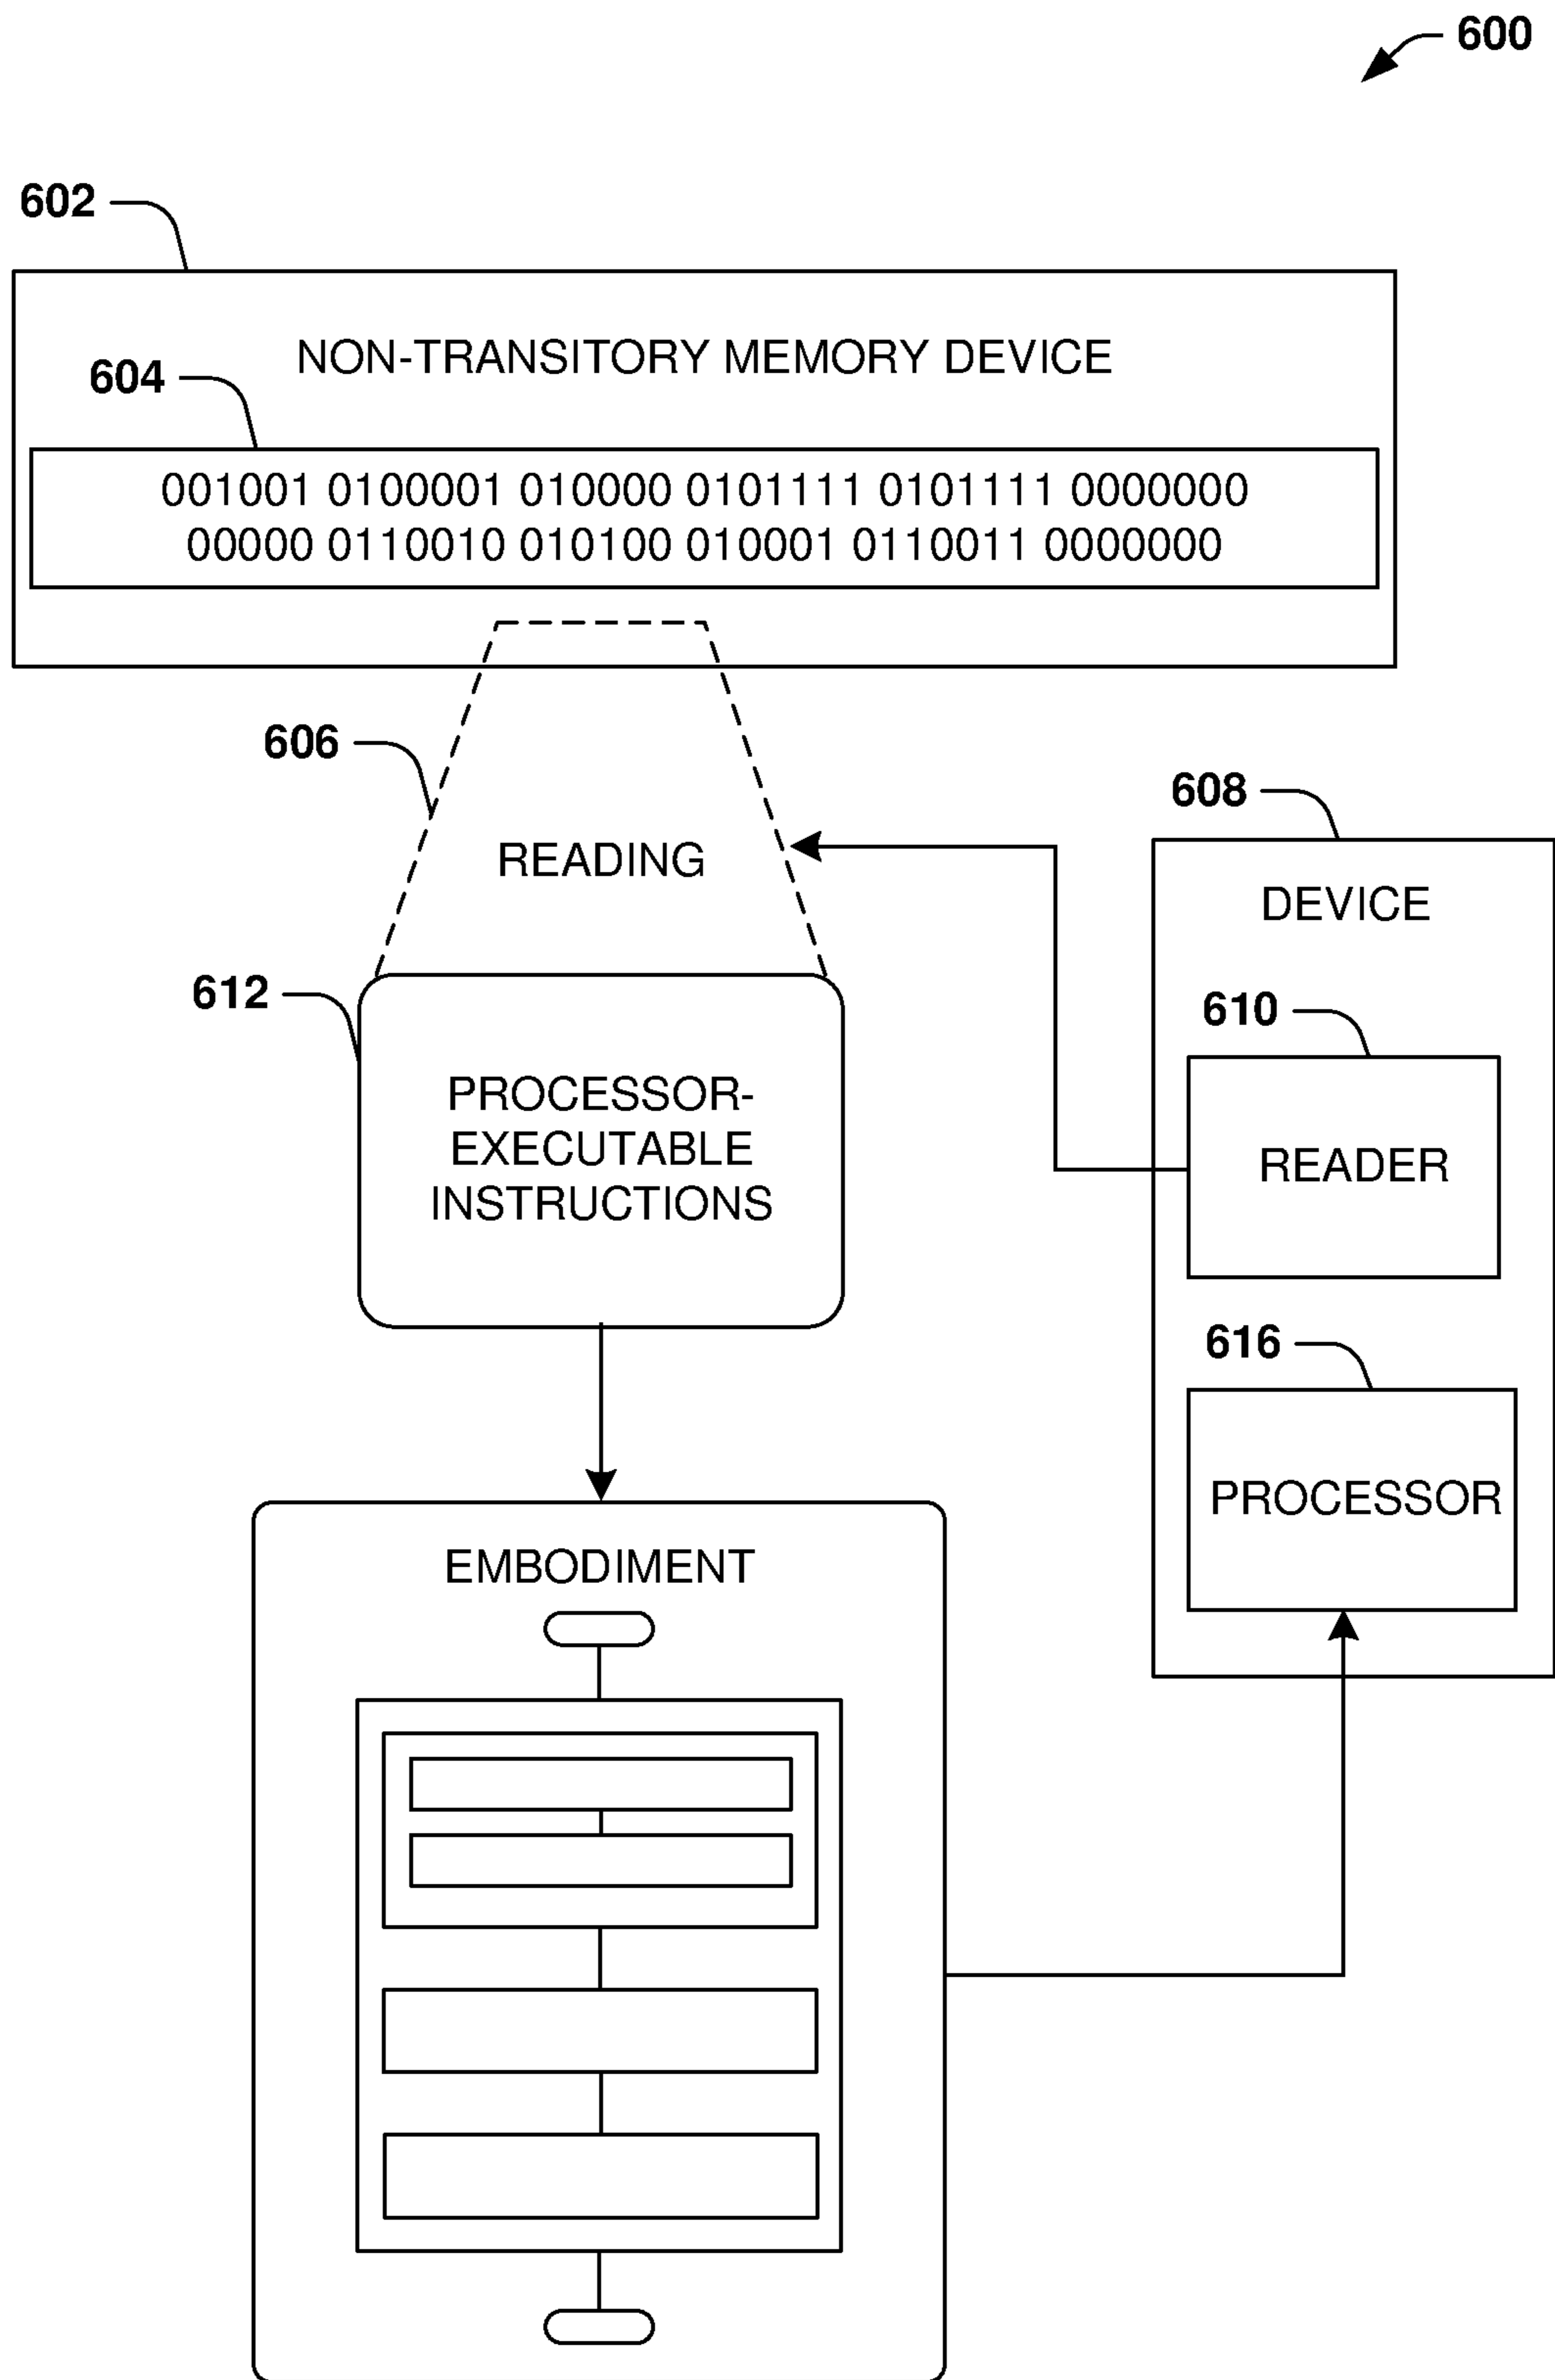 600
602
NON-TRANSITORY MEMORY DEVICE
604
001001 0100001 010000 0101111 0101111 0000000
00000 0110010 010100 010001 0110011 0000000
606
READING
608
DEVICE
610
READER
612
PROCESSOR-
EXECUTABLE
INSTRUCTIONS
616
PROCESSOR
EMBODIMENT